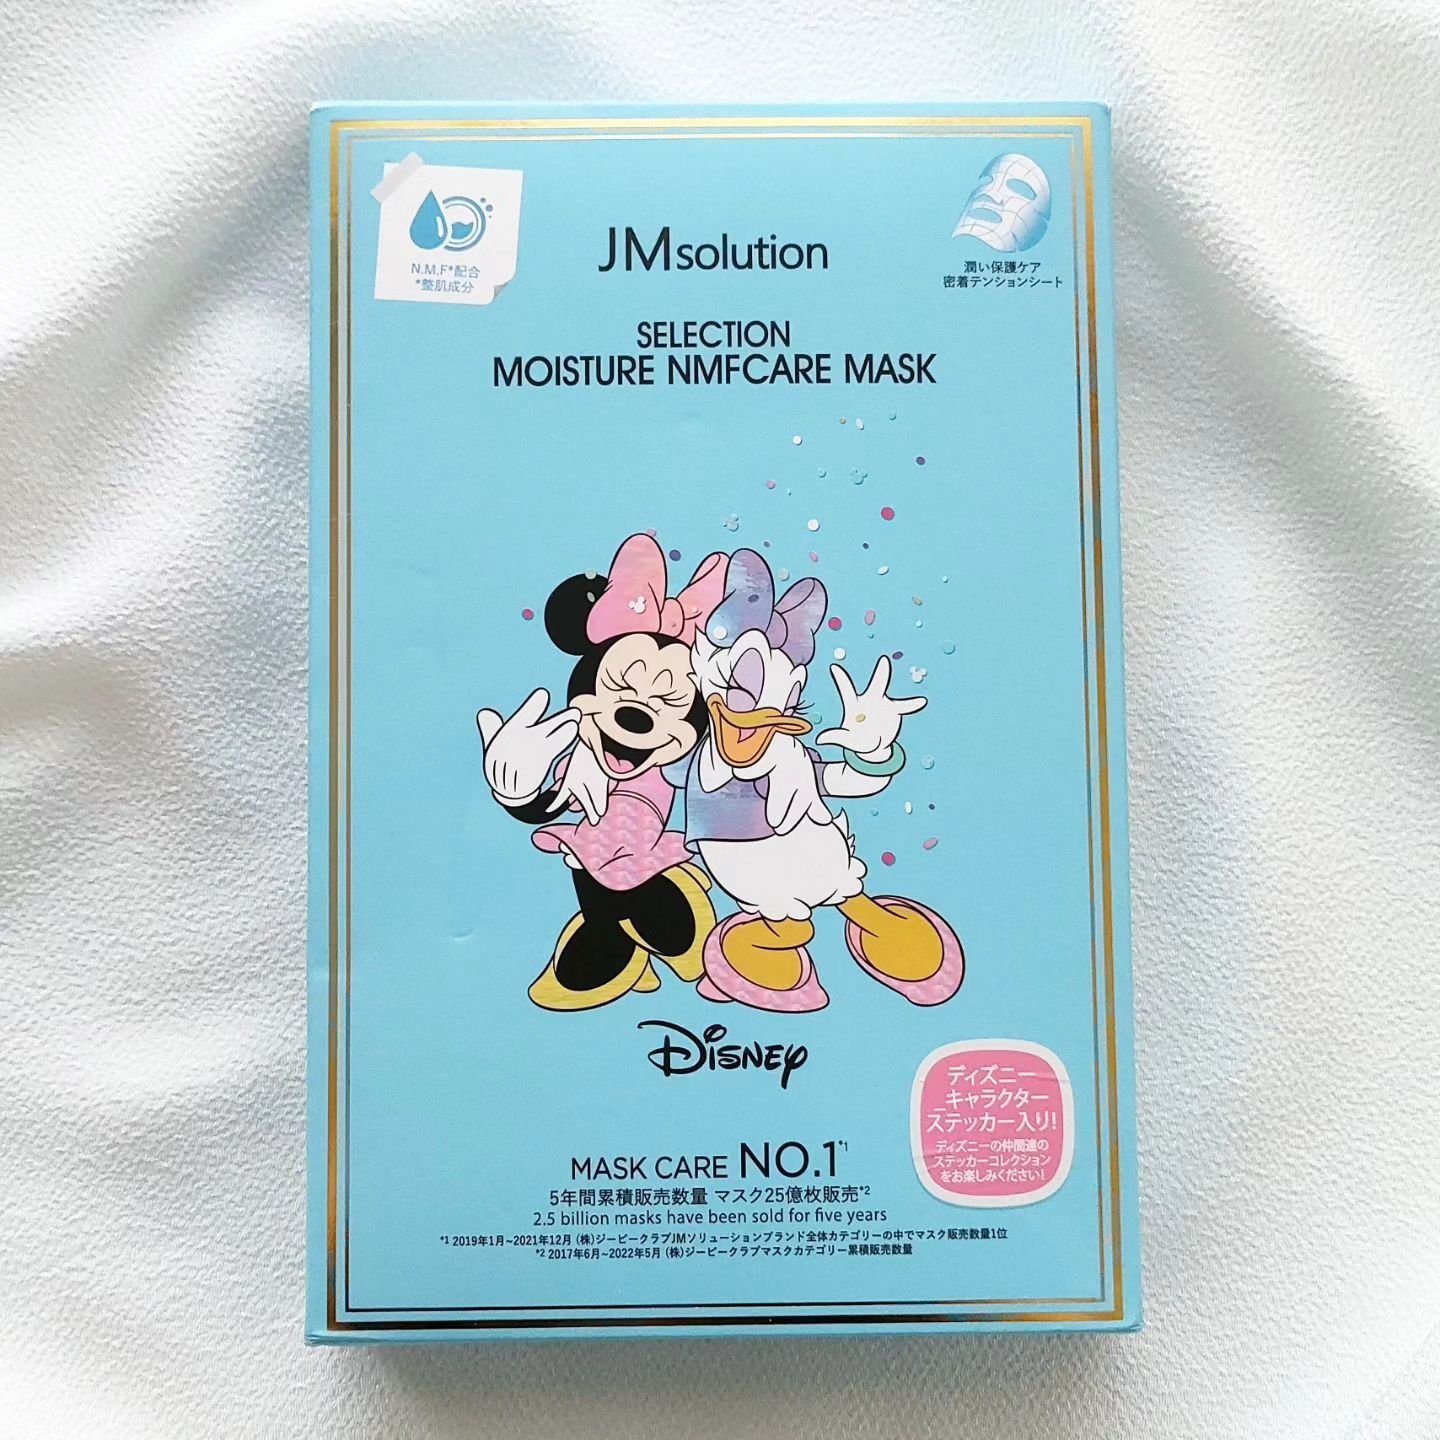 N.M.F*配合
*整肌成分
JMsolution
潤い保護ケア
密着テンションシート
SELECTION
MOISTURE NMFCARE MASK
Disney
ディズニー
キャラクター
ステッカー入り!
ディズニーの仲間達の
ステッカーコレクション
をお楽しみください!
MASK CARE NO.1*1
5年間累積販売数量 マスク25億枚販売*2
2.5 billion masks have been sold for five years
*1 2019年1月~2021年12月 (株)ジーピークラブJMソリューションブランド全体カテゴリーの中でマスク販売数量1位
*2 2017年6月~2022年5月 (株)ジーピークラブマスクカテゴリー累積販売数量